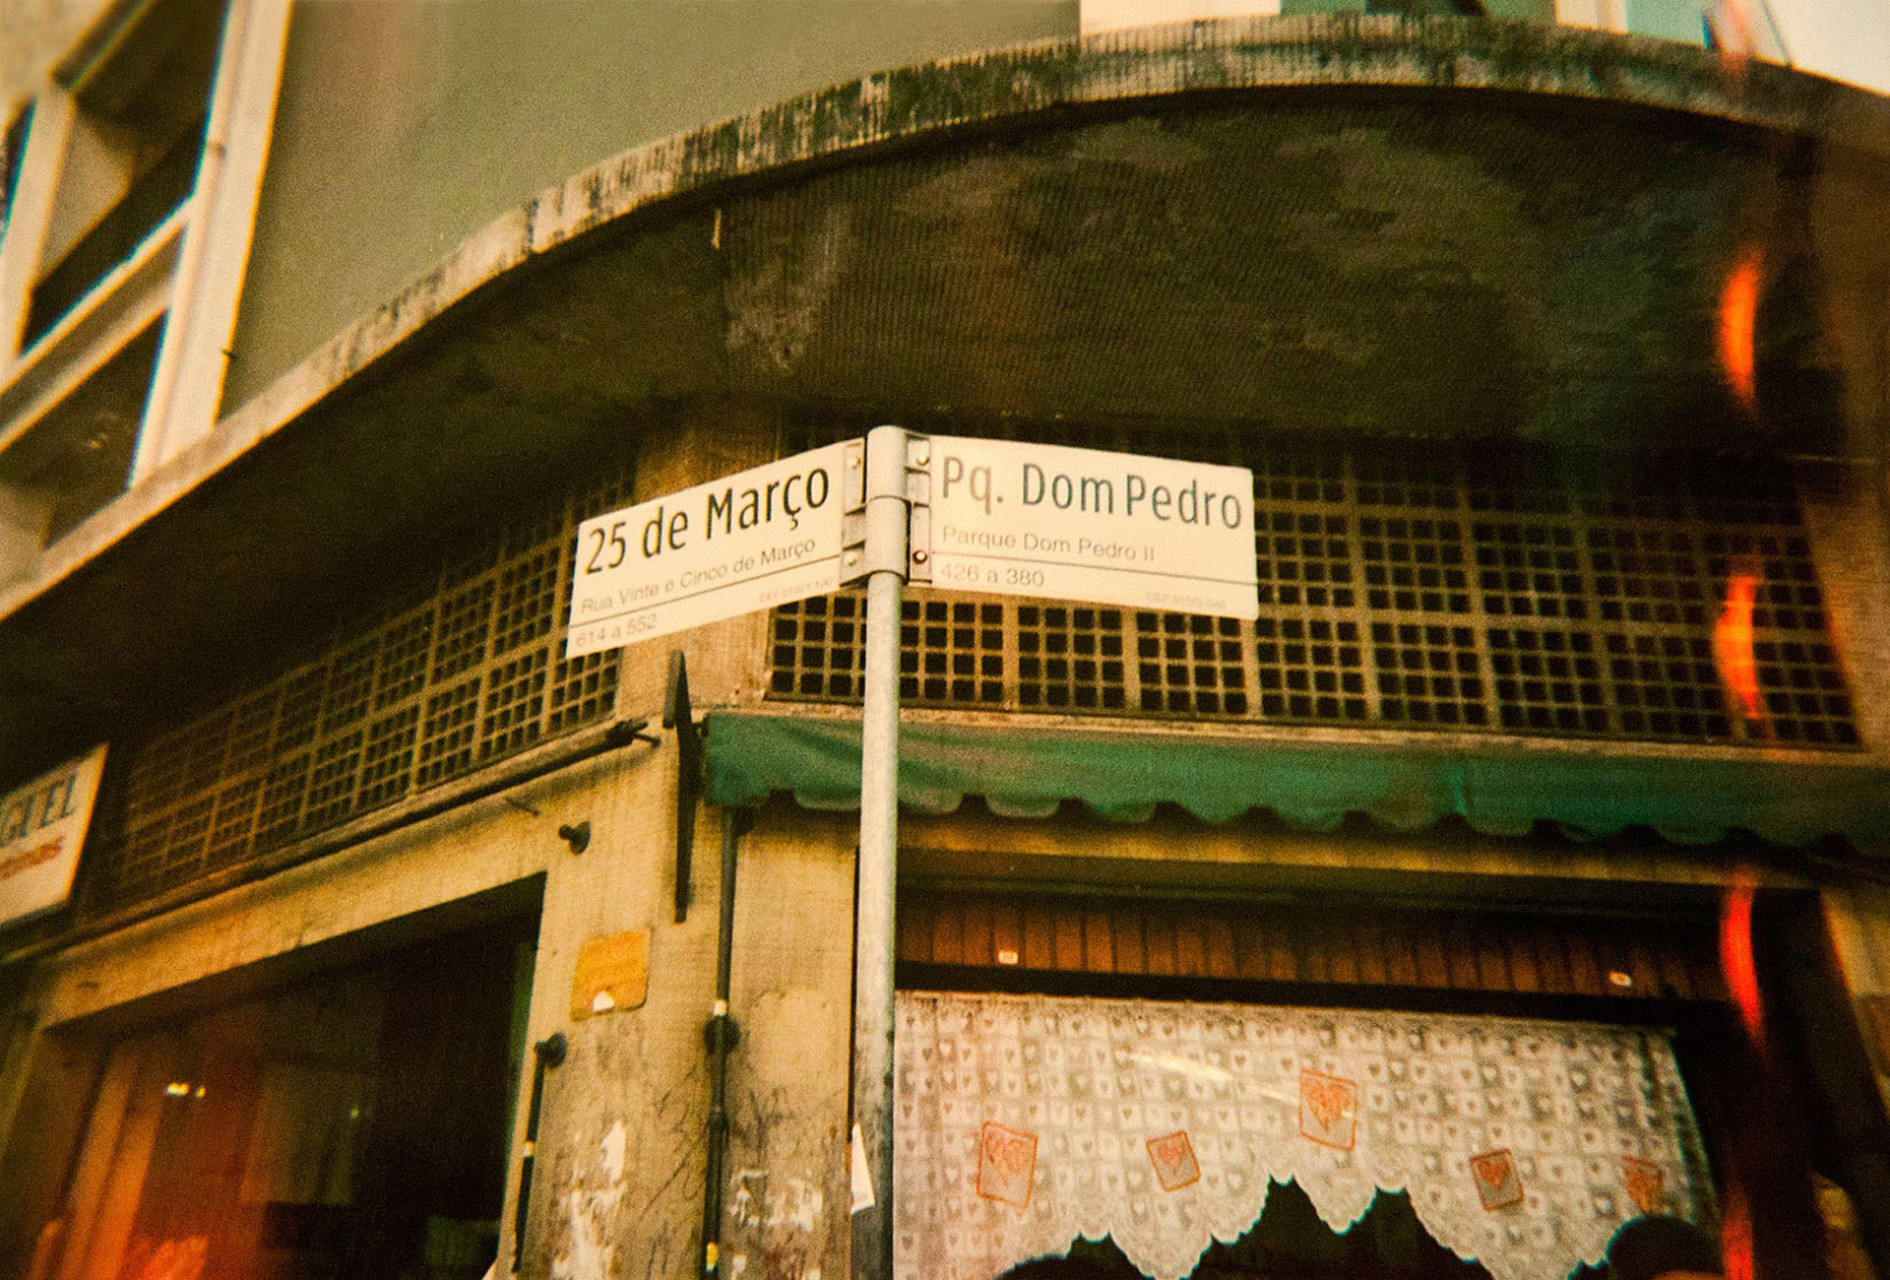 25 de Março
Rua Vinte e Cinco de Março
614 a 552
Pq. Dom Pedro
Parque Dom Pedro II
426 a 380
GUEL